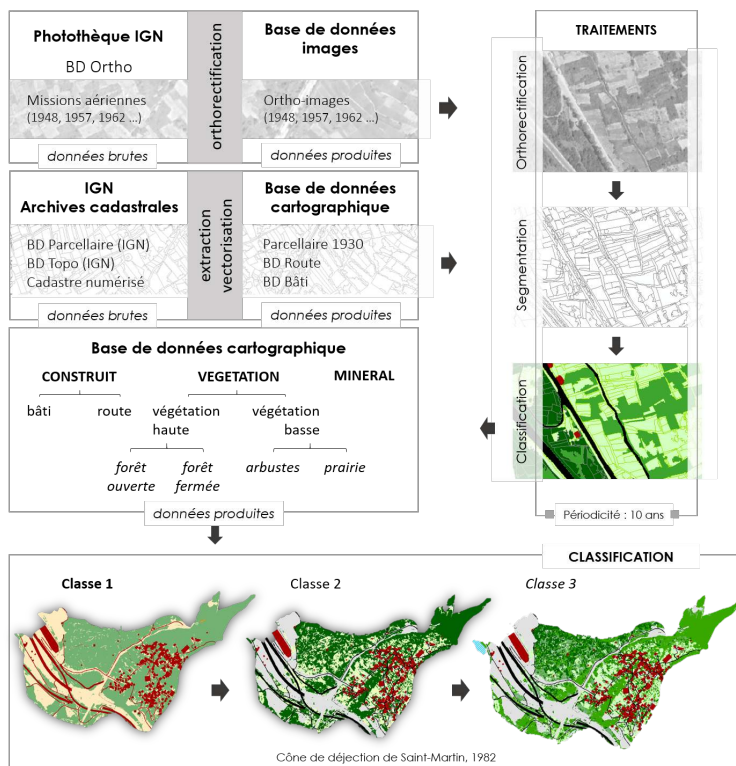 Photothèque IGN
BD Ortho
Missions aériennes
(1948, 1957, 1962 ...)
données brutes
orthorectification
Base de données
images
Ortho-images
(1948, 1957, 1962 ...)
données produites
IGN
Archives cadastrales
BD Parcellaire (IGN)
BD Topo (IGN)
Cadastre numérisé
données brutes
extraction
vectorisation
Base de données
cartographique
Parcellaire 1930
BD Route
BD Bâti
données produites
Base de données cartographique
CONSTRUIT
VEGETATION
MINERAL
bâti
route
végétation
haute
végétation
basse
forêt
ouverte
forêt
fermée
arbustes
prairie
données produites
TRAITEMENTS
Orthorectification
Segmentation
Classification
Périodicité : 10 ans
CLASSIFICATION
Classe 1
Classe 2
Classe 3
Cône de déjection de Saint-Martin, 1982